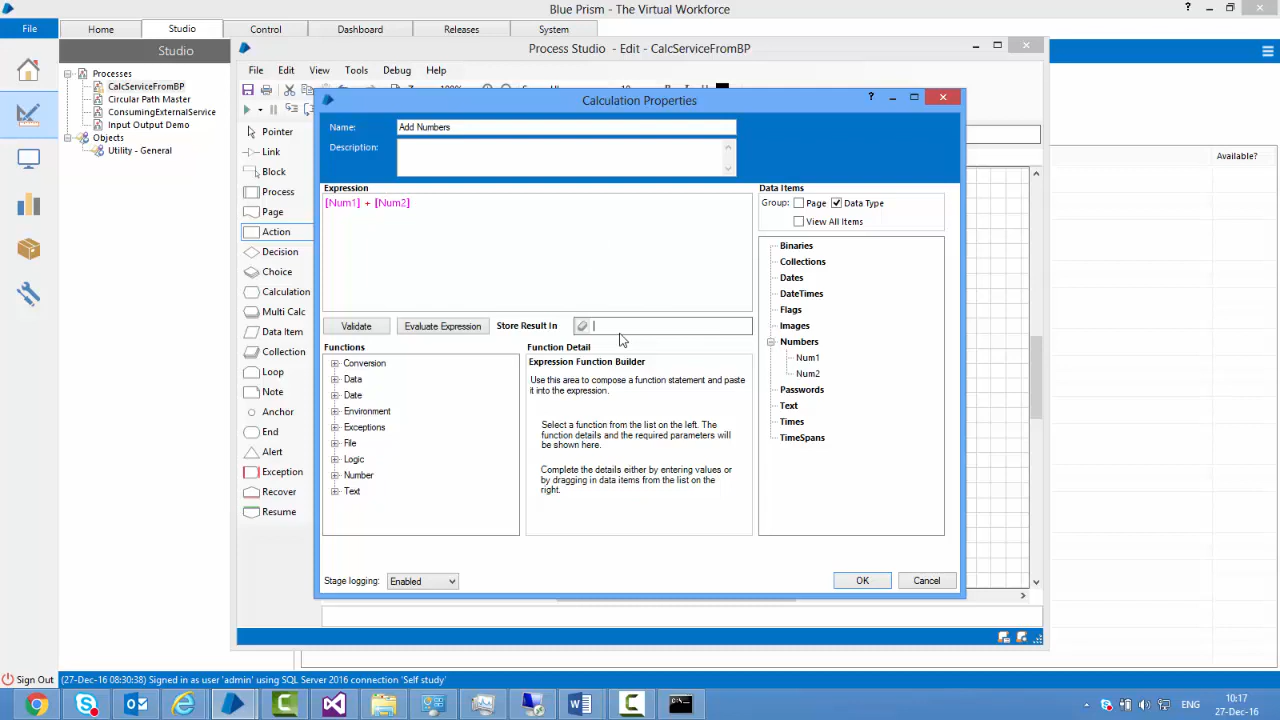 Blue Prism - The Virtual Workforce
File
Home
Studio
Control
Dashboard
Releases
System
Studio
Processes
CalcServiceFromBP
Circular Path Master
ConsumingExternalService
Input Output Demo
Objects
Utility - General
Process Studio - Edit - CalcServiceFromBP
File Edit View Tools Debug Help
Calculation Properties
Name: Add Numbers
Description:
Pointer
Link
Block
Process
Page
Action
Decision
Choice
Calculation
Multi Calc
Data Item
Collection
Loop
Note
Anchor
End
Alert
Exception
Recover
Resume
Expression
[Num1] + [Num2]
Validate
Evaluate Expression
Store Result In
Functions
Conversion
Data
Date
Environment
Exceptions
File
Logic
Number
Text
Function Detail
Expression Function Builder
Use this area to compose a function statement and paste
it into the expression.
Select a function from the list on the left. The
function details and the required parameters will
be shown here.
Complete the details either by entering values or
by dragging in data items from the list on the
right.
Data Items
Group: Page Data Type
View All Items
Binaries
Collections
Dates
DateTimes
Flags
Images
Numbers
Num1
Num2
Passwords
Text
Times
TimeSpans
Stage logging: Enabled
OK
Cancel
Available?
Sign Out
(27-Dec-16 08:30:38) Signed in as user 'admin' using SQL Server 2016 connection 'Self study'
ENG
10:17
27-Dec-16